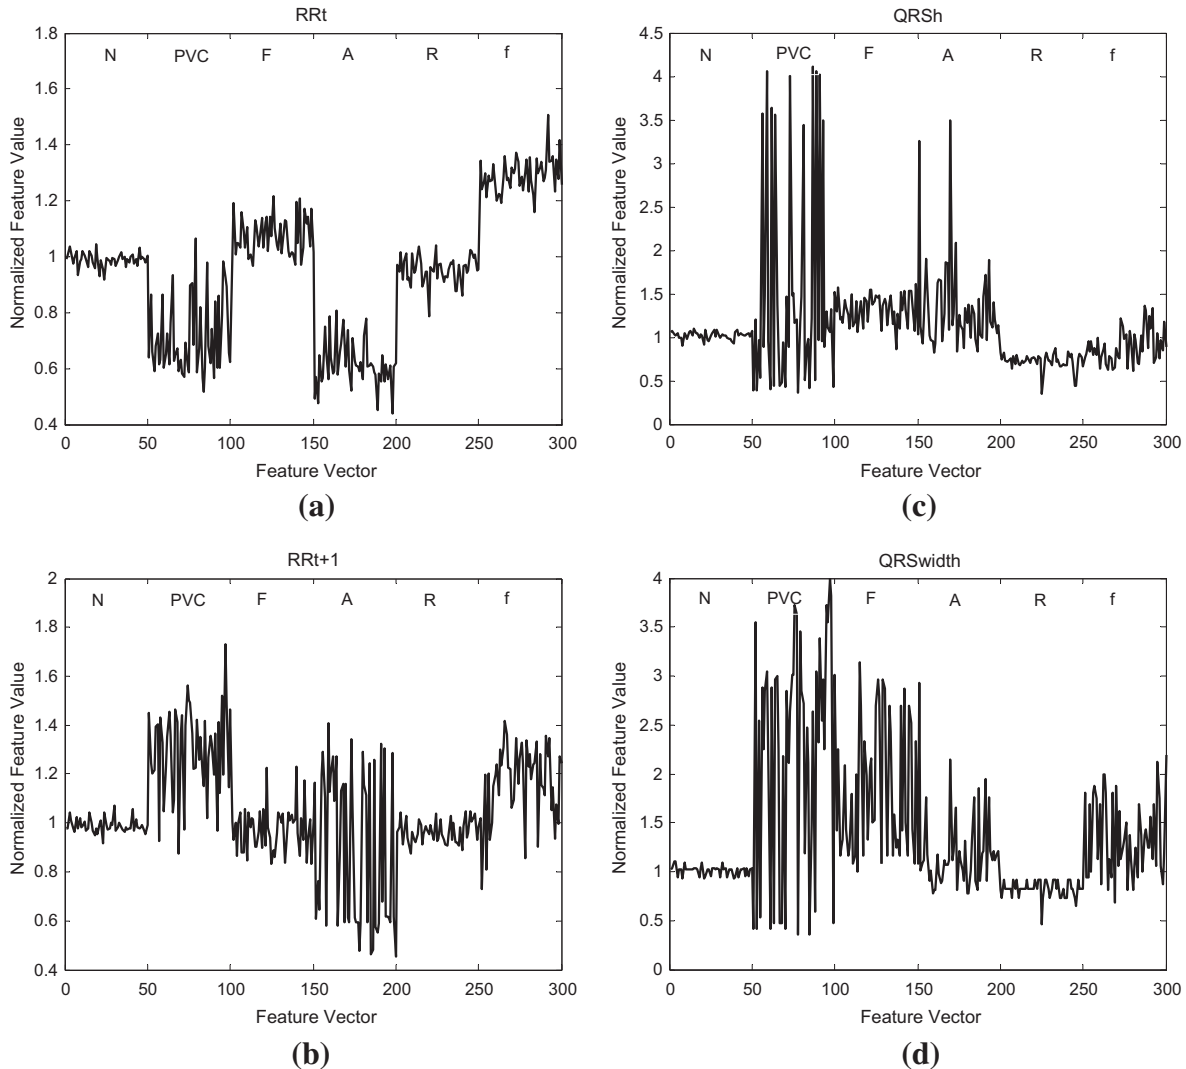 RRt
1.8
1.6
1.4
1.2
1
0.8
0.6
0.4
N PVC F A R f
Normalized Feature Value
0 50 100 150 200 250 300
Feature Vector
(a)
QRSh
4.5
4
3.5
3
2.5
2
1.5
1
0.5
0
N PVC F A R f
Normalized Feature Value
0 50 100 150 200 250 300
Feature Vector
(c)
RRt+1
2
1.8
1.6
1.4
1.2
1
0.8
0.6
0.4
N PVC F A R f
Normalized Feature Value
0 50 100 150 200 250 300
Feature Vector
(b)
QRSwidth
4
3.5
3
2.5
2
1.5
1
0.5
0
N PVC F A R f
Normalized Feature Value
0 50 100 150 200 250 300
Feature Vector
(d)